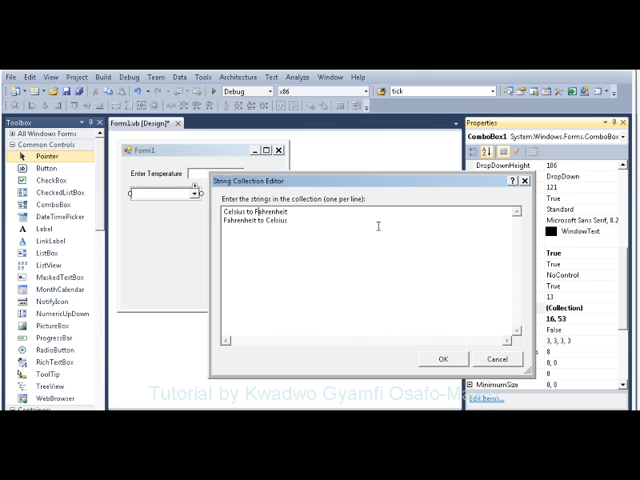 File Edit View Project Build Debug Team Data Tools Architecture Test Analyze Window Help
Debug x86 tick
Toolbox
Form1.vb [Design]*
Properties
All Windows Forms
Common Controls
Pointer
Button
CheckBox
CheckedListBox
ComboBox
DateTimePicker
Label
LinkLabel
ListBox
ListView
MaskedTextBox
MonthCalendar
NotifyIcon
NumericUpDown
PictureBox
ProgressBar
RadioButton
RichTextBox
ToolTip
TreeView
WebBrowser
Containers
Form1
Enter Temperature
String Collection Editor
Enter the strings in the collection (one per line):
Celsius to Fahrenheit
Fahrenheit to Celsius
OK
Cancel
ComboBox1 System.Windows.Forms.ComboBox
DropDownHeight 106
DropDown
121
True
Standard
Microsoft Sans Serif, 8.2
WindowText
True
True
NoControl
13
(Collection)
16, 53
False
3, 3, 3, 3
8
0, 0
MinimumSize 0, 0
Edit Items...
Tutorial by Kwadwo Gyamfi Osafo-M